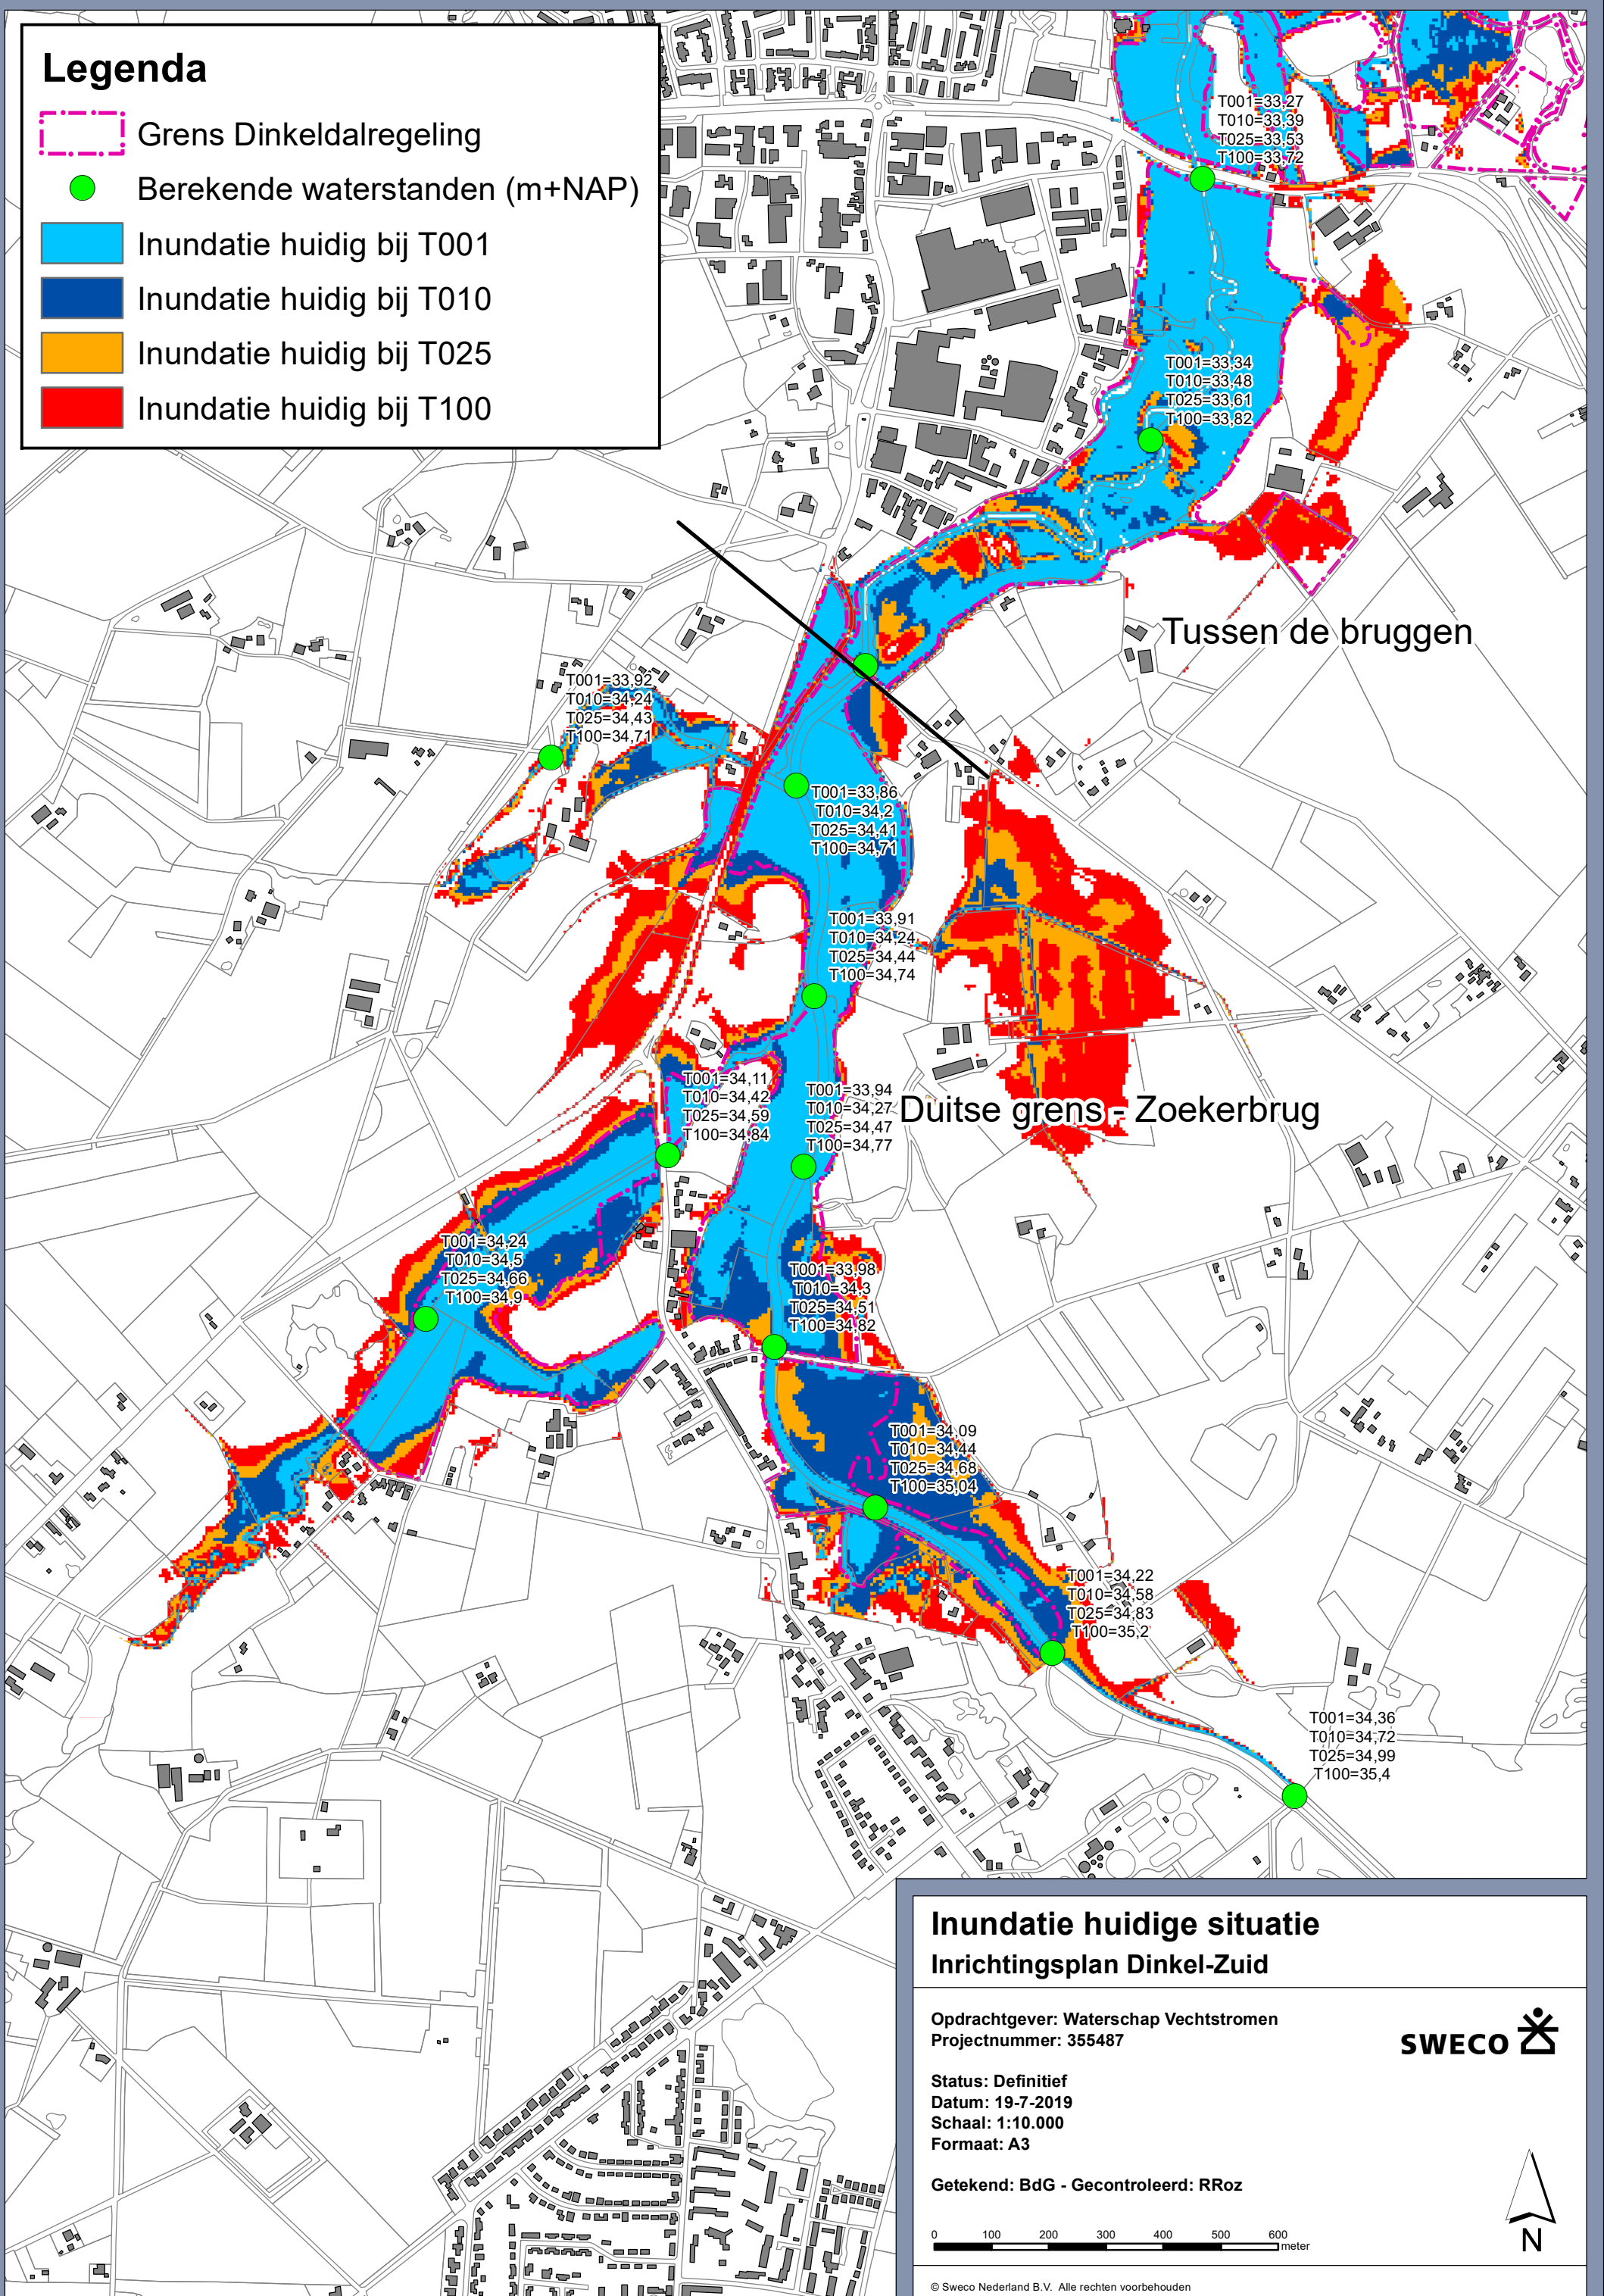 Legenda
Grens Dinkeldalregeling
Berekende waterstanden (m+NAP)
Inundatie huidig bij T001
Inundatie huidig bij T010
Inundatie huidig bij T025
Inundatie huidig bij T100
T001=33,27
T010=33,39
T025=33,53
T100=33,72
T001=33,34
T010=33,48
T025=33,61
T100=33,82
Tussen de bruggen
T001=33,92
T010=34,24
T025=34,43
T100=34,71
T001=33,86
T010=34,2
T025=34,41
T100=34,71
T001=33,91
T010=34,24
T025=34,44
T100=34,74
T001=34,11
T010=34,42
T025=34,59
T100=34,84
T001=33,94
T010=34,27
T025=34,47
T100=34,77
Duitse grens - Zoekerbrug
T001=34,24
T010=34,5
T025=34,66
T100=34,9
T001=33,98
T010=34,3
T025=34,51
T100=34,82
T001=34,09
T010=34,44
T025=34,68
T100=35,04
T001=34,22
T010=34,58
T025=34,83
T100=35,2
T001=34,36
T010=34,72
T025=34,99
T100=35,4
Inundatie huidige situatie
Inrichtingsplan Dinkel-Zuid
Opdrachtgever: Waterschap Vechtstromen
Projectnummer: 355487
SWECO
Status: Definitief
Datum: 19-7-2019
Schaal: 1:10.000
Formaat: A3
Getekend: BdG - Gecontroleerd: RRoz
0 100 200 300 400 500 600
meter
N
© Sweco Nederland B.V. Alle rechten voorbehouden